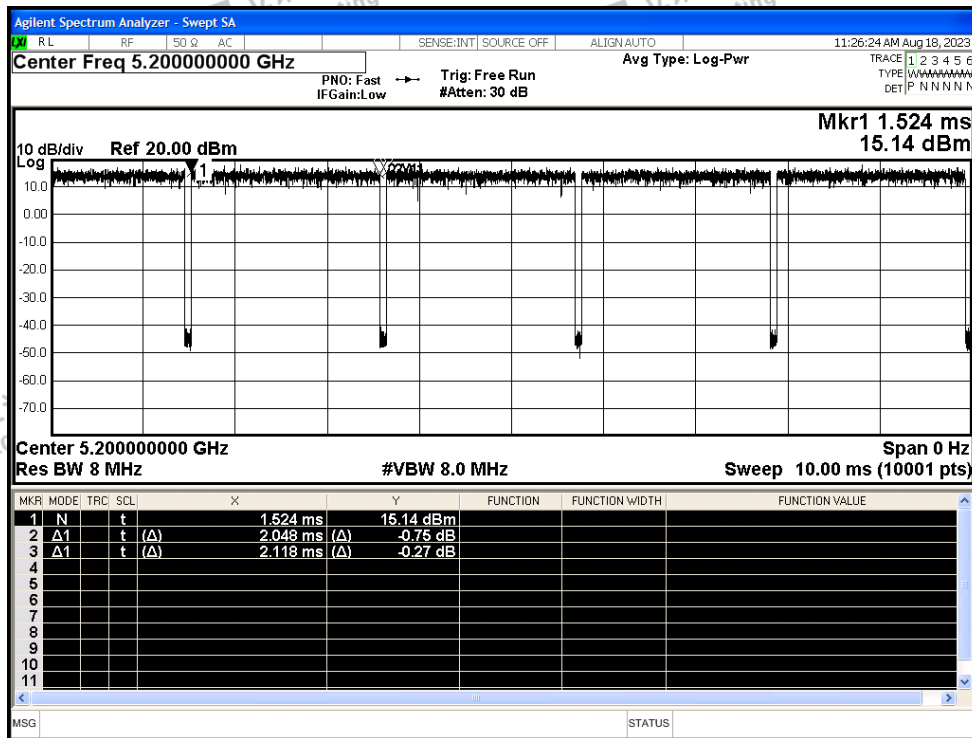 Agilent Spectrum Analyzer - Swept SA
LXI RL RF 50 Ω AC SENSE:INT SOURCE OFF ALIGN AUTO 11:26:24 AM Aug 18, 2023
Center Freq 5.200000000 GHz Avg Type: Log-Pwr TRACE 1 2 3 4 5 6
PNO: Fast Trig: Free Run TYPE WWWWWW
IFGain:Low #Atten: 30 dB DET P N N N N N
Mkr1 1.524 ms
10 dB/div Ref 20.00 dBm 15.14 dBm
Log
1
10.0
0.00
-10.0
-20.0
-30.0
-40.0
-50.0
-60.0
-70.0
Center 5.200000000 GHz Span 0 Hz
Res BW 8 MHz #VBW 8.0 MHz Sweep 10.00 ms (10001 pts)
MKR MODE TRC SCL X Y FUNCTION FUNCTION WIDTH FUNCTION VALUE
1 N t 1.524 ms 15.14 dBm
2 Δ1 t (Δ) 2.048 ms (Δ) -0.75 dB
3 Δ1 t (Δ) 2.118 ms (Δ) -0.27 dB
4
5
6
7
8
9
10
11
MSG STATUS